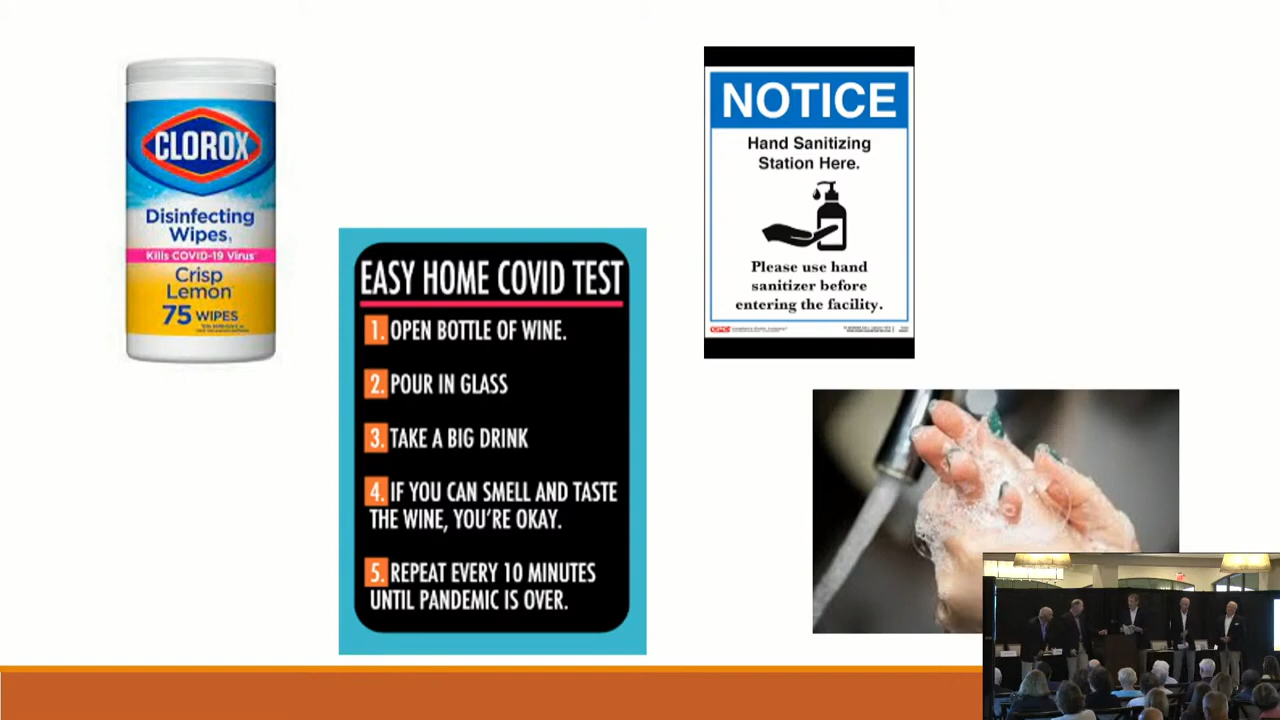 CLOROX
Disinfecting
Wipes
Kills COVID-19 Virus
Crisp
Lemon
75 WIPES
EASY HOME COVID TEST
1. OPEN BOTTLE OF WINE.
2. POUR IN GLASS
3. TAKE A BIG DRINK
4. IF YOU CAN SMELL AND TASTE
THE WINE, YOU'RE OKAY.
5. REPEAT EVERY 10 MINUTES
UNTIL PANDEMIC IS OVER.
NOTICE
Hand Sanitizing
Station Here.
Please use hand
sanitizer before
entering the facility.